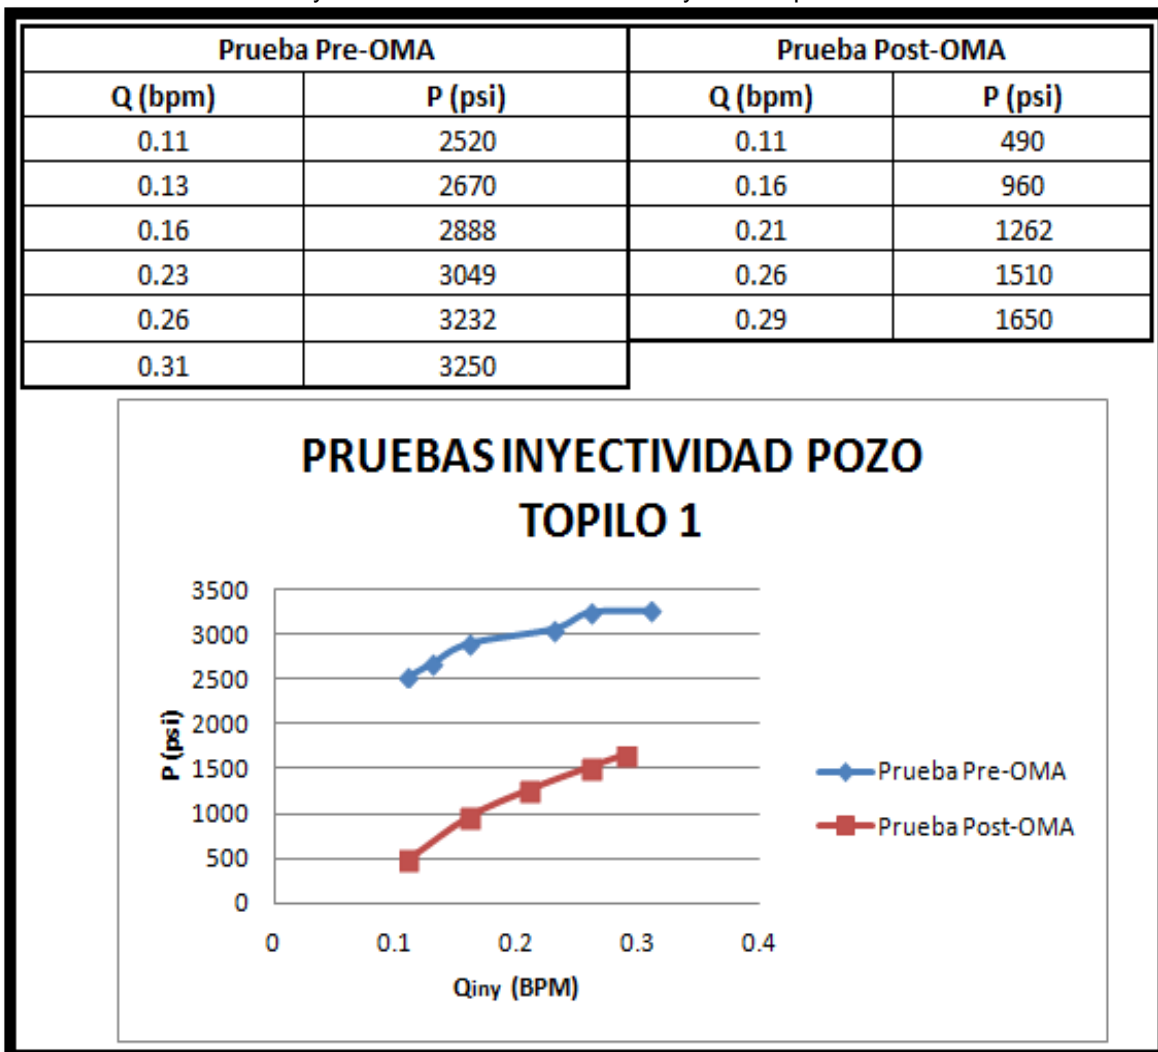 Prueba Pre-OMA Prueba Post-OMA
Q (bpm) P (psi) Q (bpm) P (psi)
0.11 2520 0.11 490
0.13 2670 0.16 960
0.16 2888 0.21 1262
0.23 3049 0.26 1510
0.26 3232 0.29 1650
0.31 3250
PRUEBAS INYECTIVIDAD POZO
TOPILO 1
3500
3000
2500
2000
1500
1000
500
0
P (psi)
0 0.1 0.2 0.3 0.4
Qiny (BPM)
Prueba Pre-OMA
Prueba Post-OMA